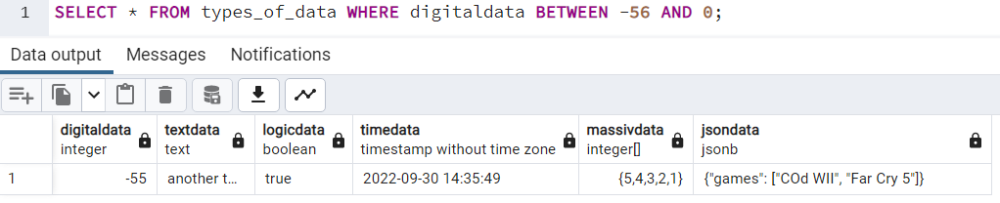 1 SELECT * FROM types_of_data WHERE digitaldata BETWEEN -56 AND 0;
Data output Messages Notifications
digitaldata textdata logicdata timedata massivdata jsondata
integer text boolean timestamp without time zone integer[] jsonb
1 -55 another t... true 2022-09-30 14:35:49 {5,4,3,2,1} {"games": ["COd WII", "Far Cry 5"]}